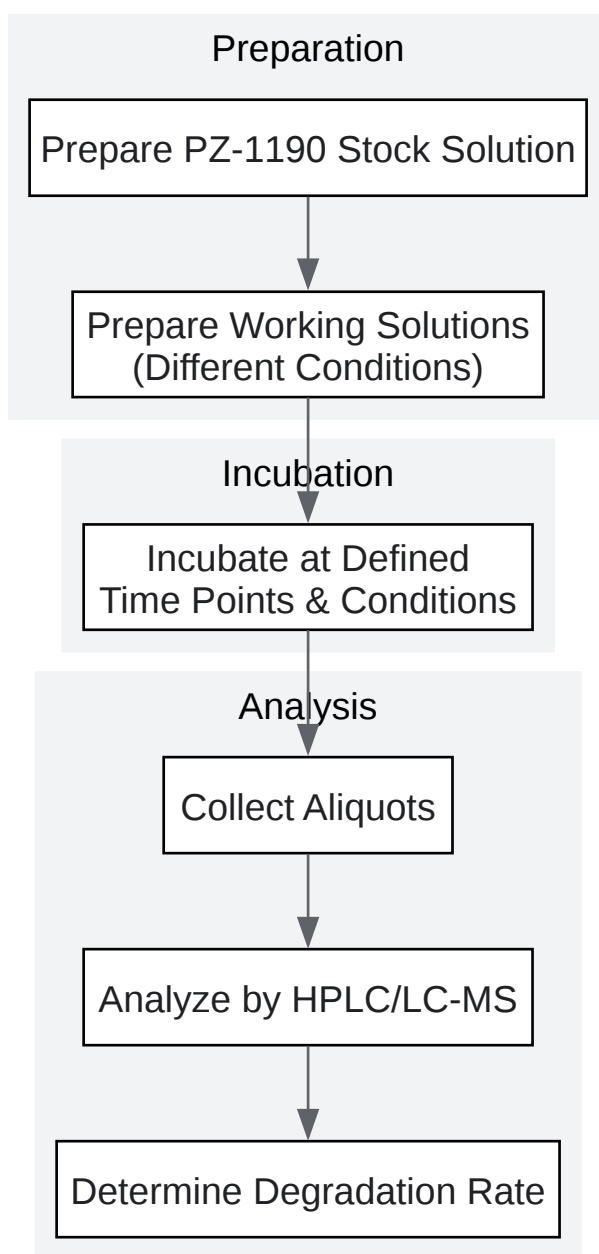 Preparation
Prepare PZ-1190 Stock Solution
Prepare Working Solutions
(Different Conditions)
Incubation
Incubate at Defined
Time Points & Conditions
Analysis
Collect Aliquots
Analyze by HPLC/LC-MS
Determine Degradation Rate